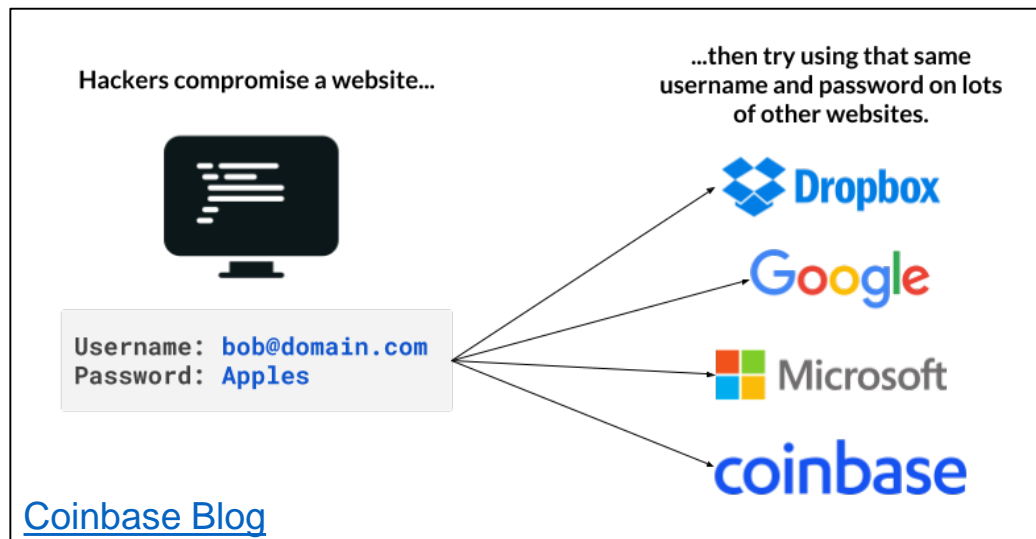 Hackers compromise a website...
...then try using that same
username and password on lots
of other websites.
Dropbox
Google
Username: bob@domain.com
Password: Apples
Microsoft
coinbase
Coinbase Blog